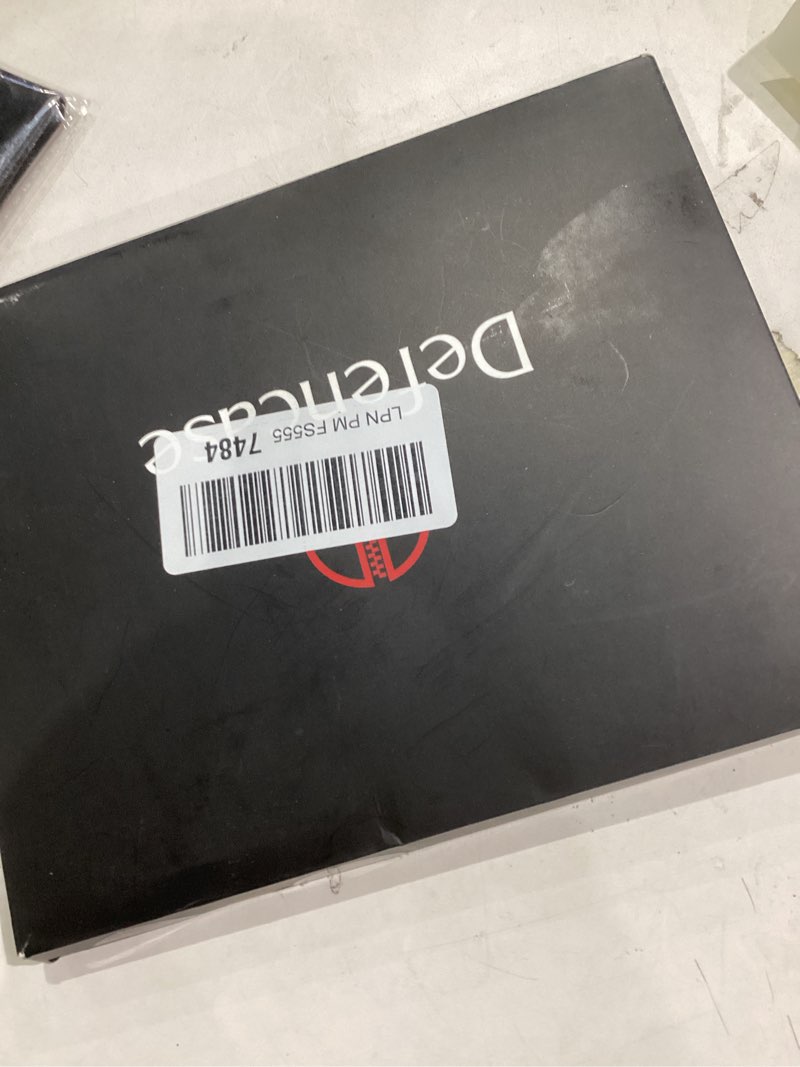 LPN PM FS555 7484
Defencase